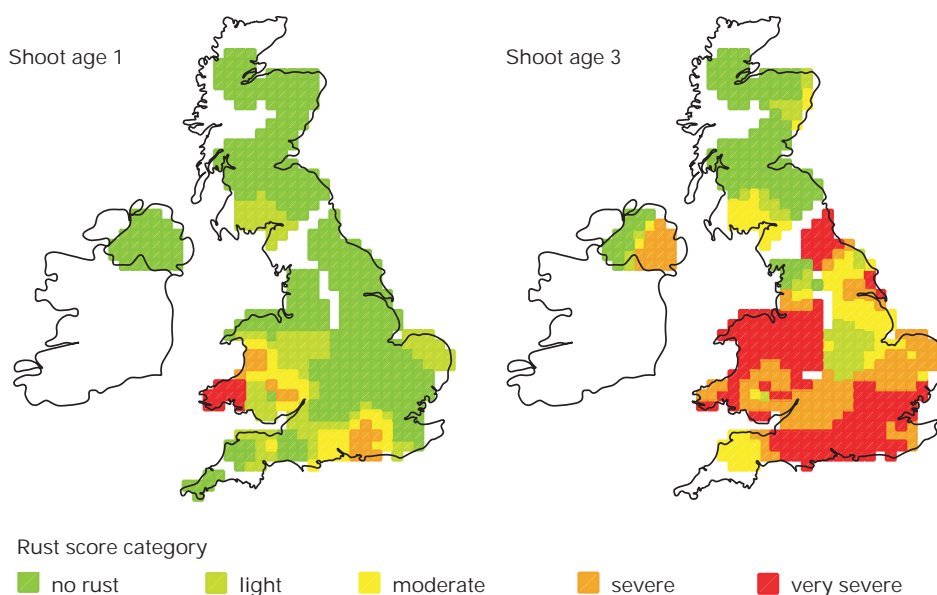 Shoot age 1
Shoot age 3
Rust score category
no rust
light
moderate
severe
very severe